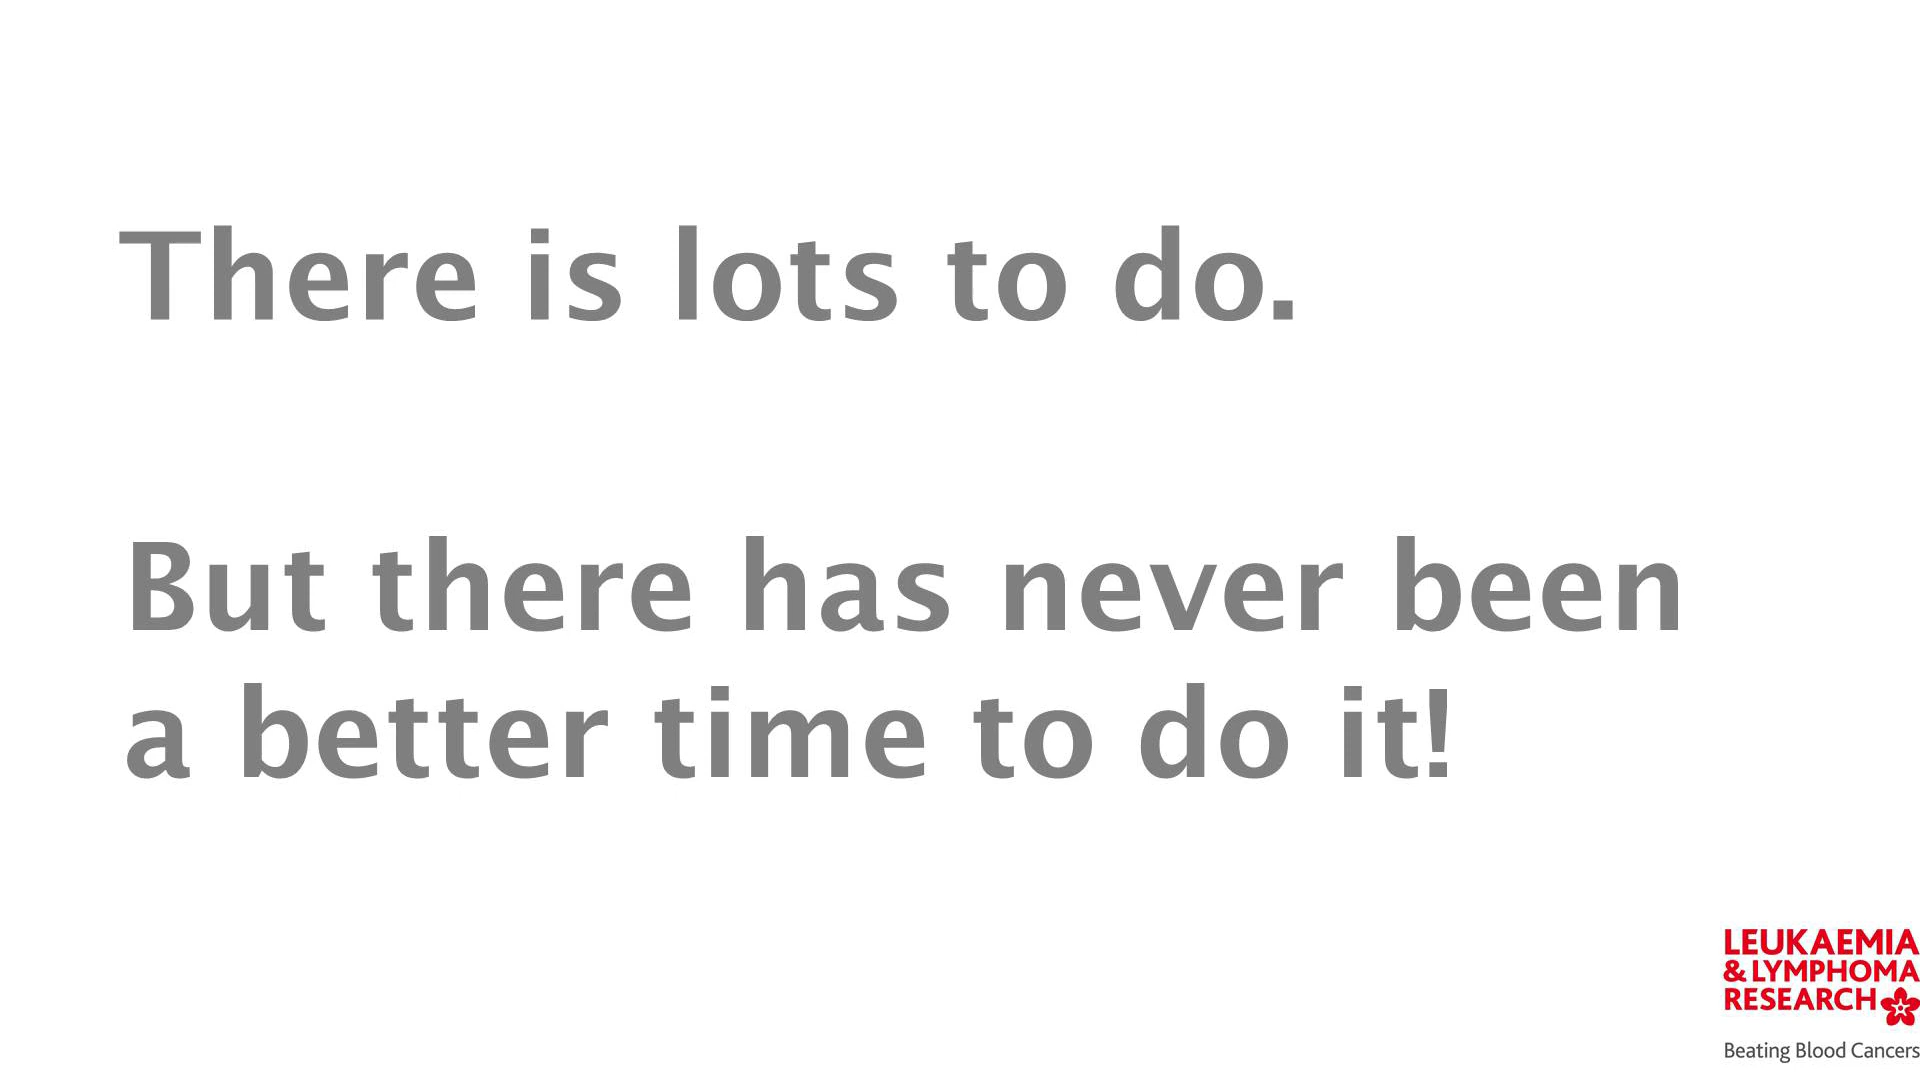 There is lots to do.
But there has never been
a better time to do it!
LEUKAEMIA
& LYMPHOMA
RESEARCH
Beating Blood Cancers